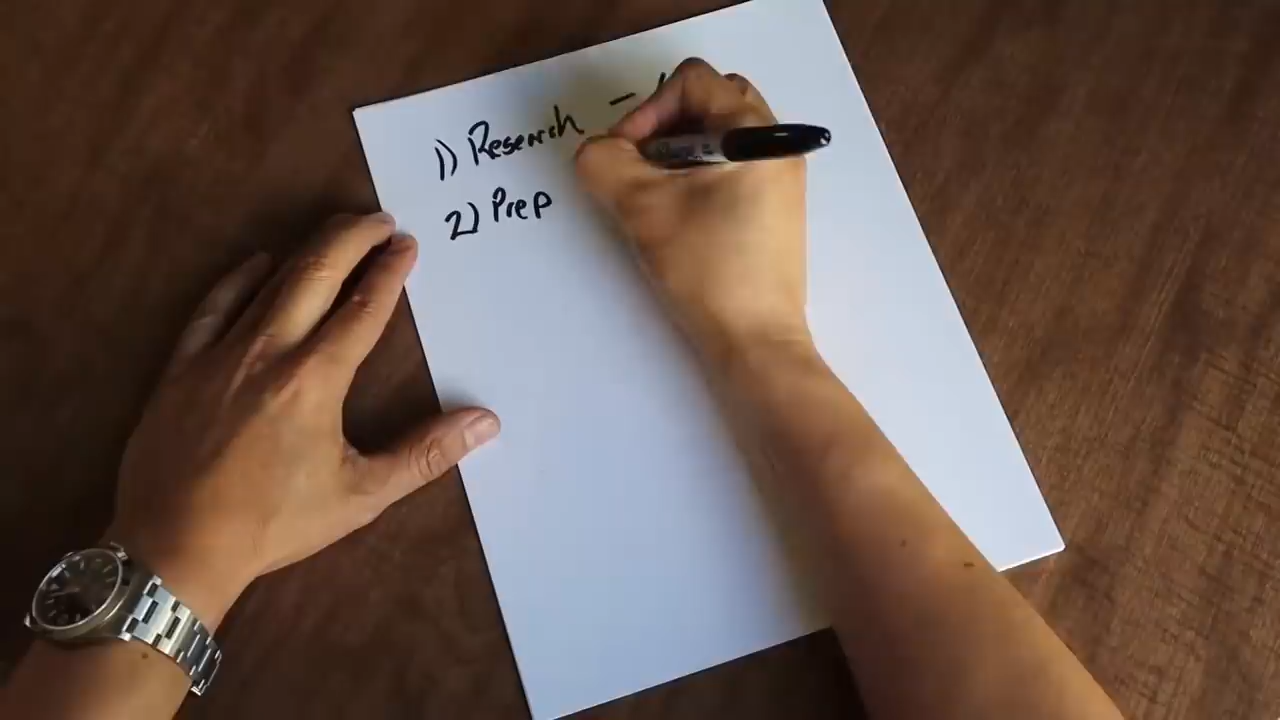 1) Research –
2) Prep